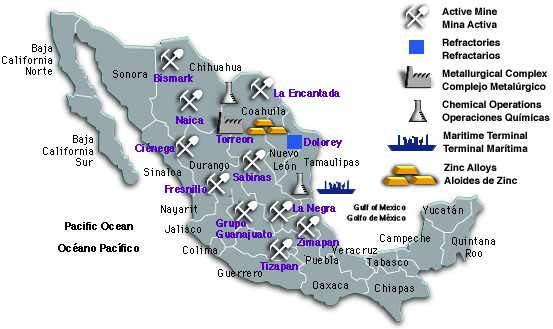 Active Mine
Mina Activa
Refractories
Refractarios
Metallurgical Complex
Complejo Metalúrgico
Chemical Operations
Operaciones Químicas
Maritime Terminal
Terminal Marítima
Zinc Alloys
Aloides de Zinc
Baja
California
Norte
Sonora
Chihuahua
Bismark
La Encantada
Naica
Coahuila
Torreon
Dolorey
Baja
California
Sur
Ciénega
Durango
Nuevo
León
Tamaulipas
Sinaloa
Sabinas
Fresnillo
Nayarit
La Negra
Gulf of Mexico
Golfo de México
Yucatán
Pacific Ocean
Jalisco
Grupo
Guanajuato
Zimapan
Campeche
Quintana
Roo
Océano Pacífico
Colima
Tizapan
Puebla
Veracruz
Tabasco
Guerrero
Oaxaca
Chiapas